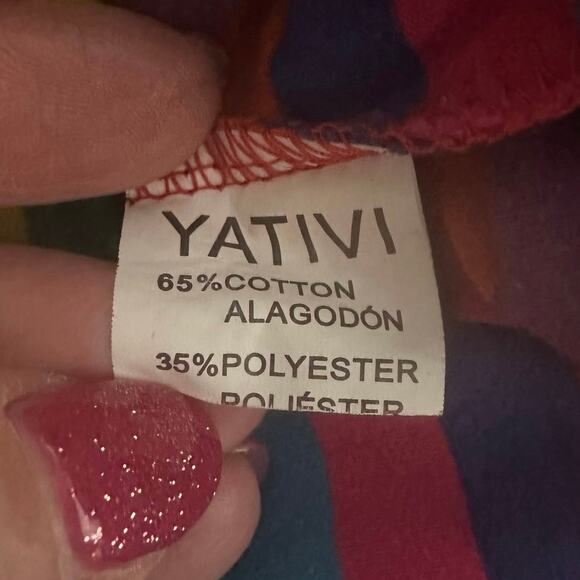 YATIVI
65%COTTON
ALAGODÓN
35%POLYESTER
POLIÉSTER